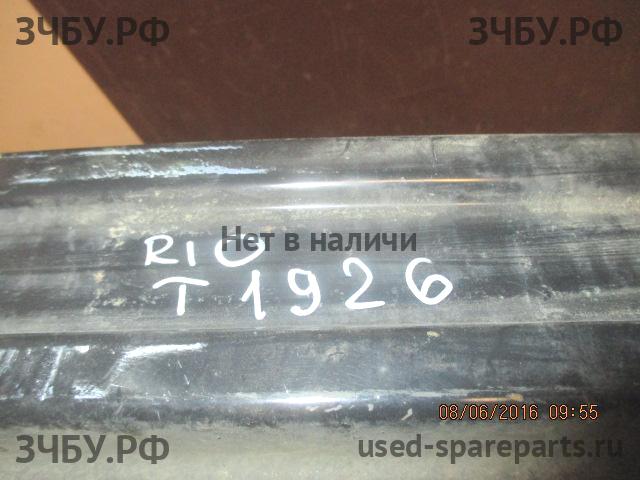 ЗЧБУ.РФ ЗЧБУ.РФ
Нет в наличи
RIO
T 1926
08/06/2016 09:55
ЗЧБУ.РФ used-spareparts.ru